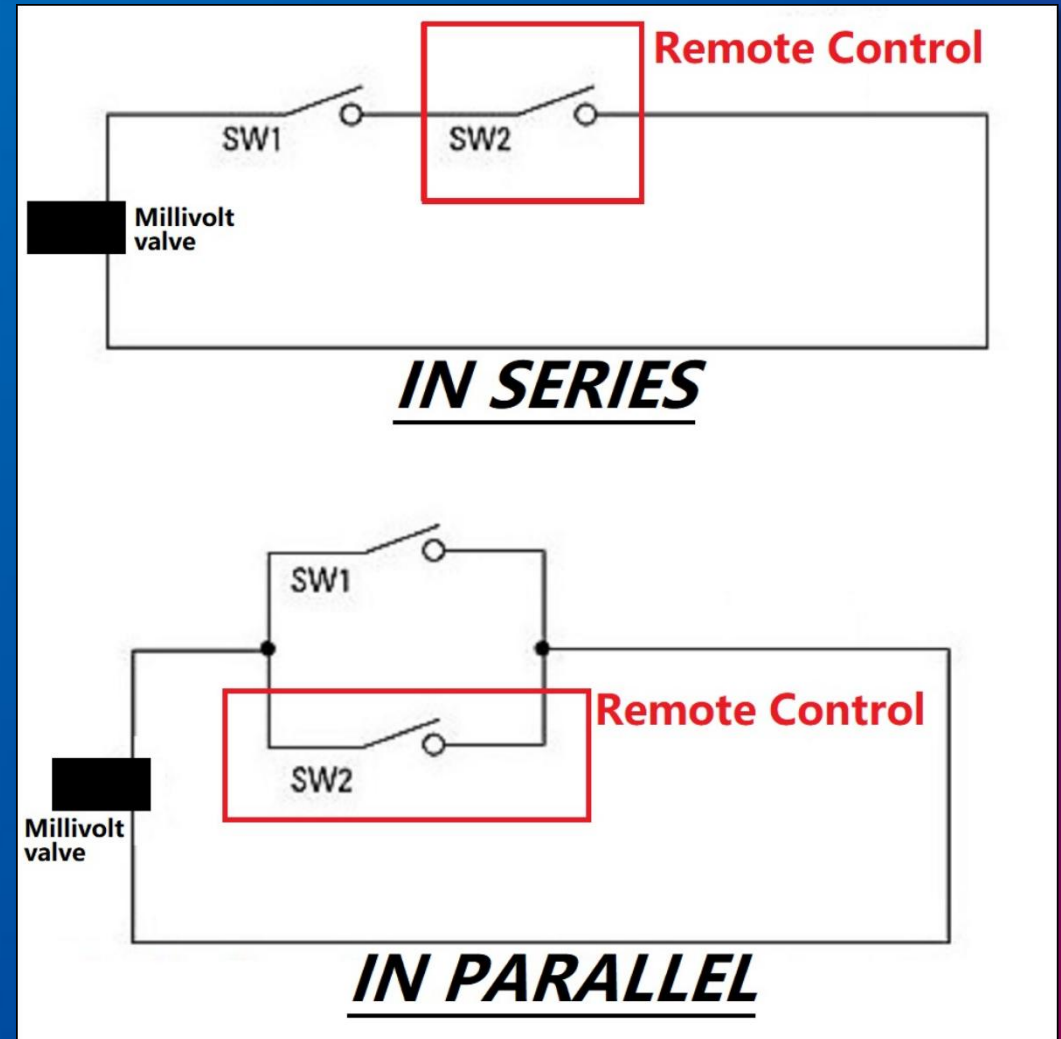 Remote Control
SW1
SW2
Millivolt
valve
IN SERIES
SW1
Remote Control
SW2
Millivolt
valve
IN PARALLEL